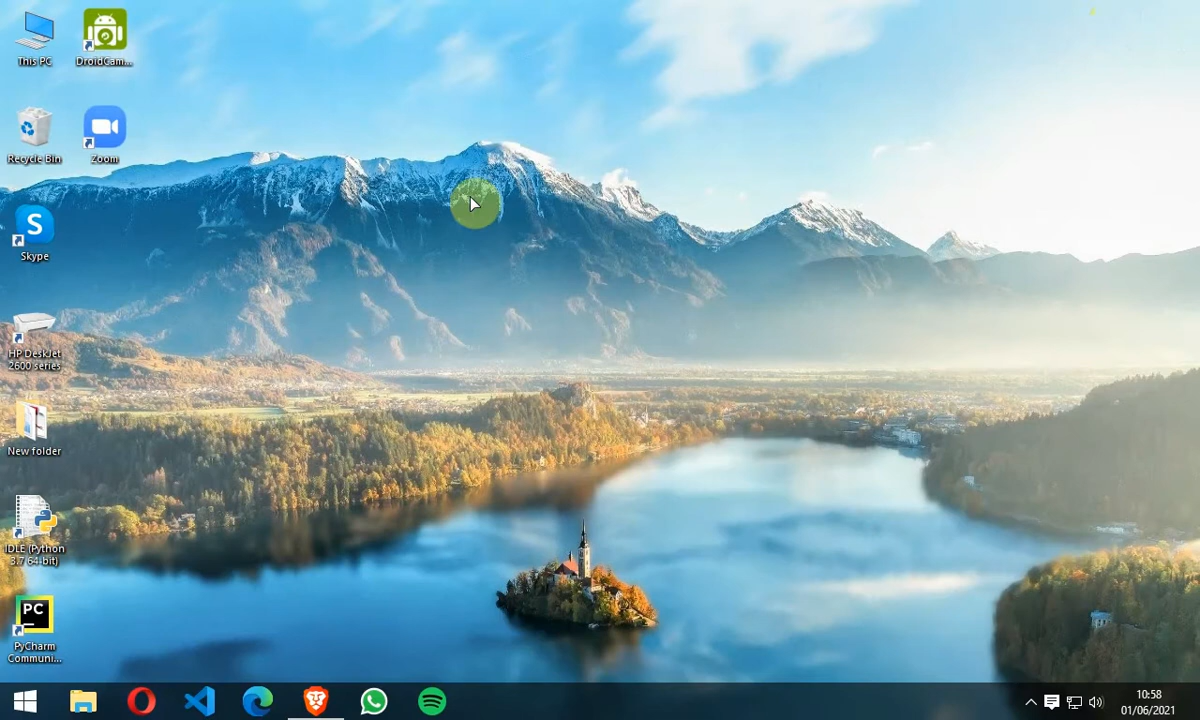 This PC
DroidCam...
Recycle Bin
Zoom
S
Skype
HP DeskJet
2600 series
New folder
IDLE (Python
3.7 64-bit)
PC
PyCharm
Communi...
10:58
01/06/2021